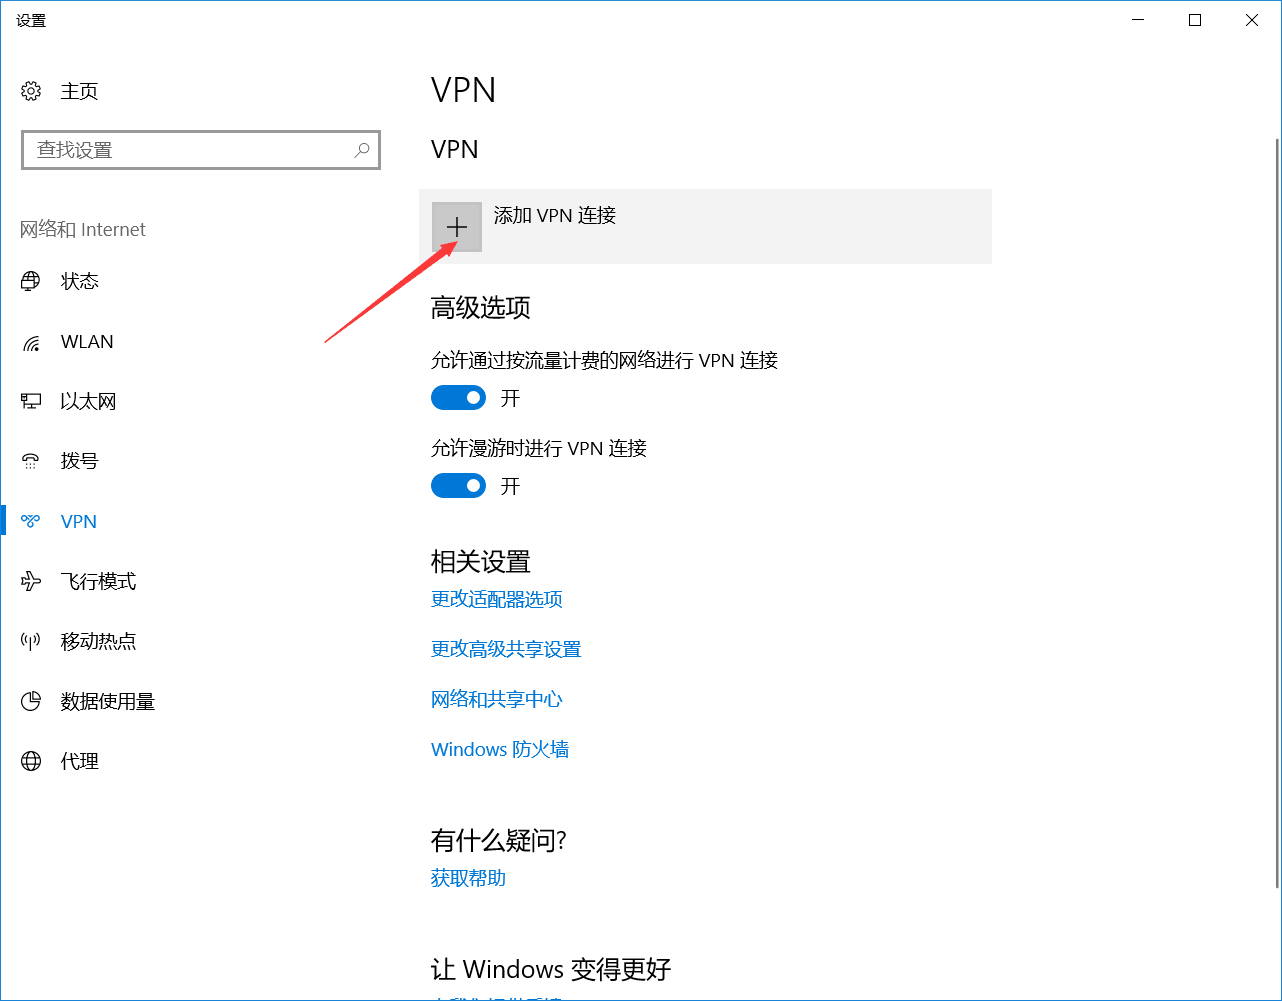 设置
主页
查找设置
网络和 Internet
状态
WLAN
以太网
拨号
VPN
飞行模式
移动热点
数据使用量
代理
VPN
VPN
添加 VPN 连接
高级选项
允许通过按流量计费的网络进行 VPN 连接
开
允许漫游时进行 VPN 连接
开
相关设置
更改适配器选项
更改高级共享设置
网络和共享中心
Windows 防火墙
有什么疑问?
获取帮助
让 Windows 变得更好